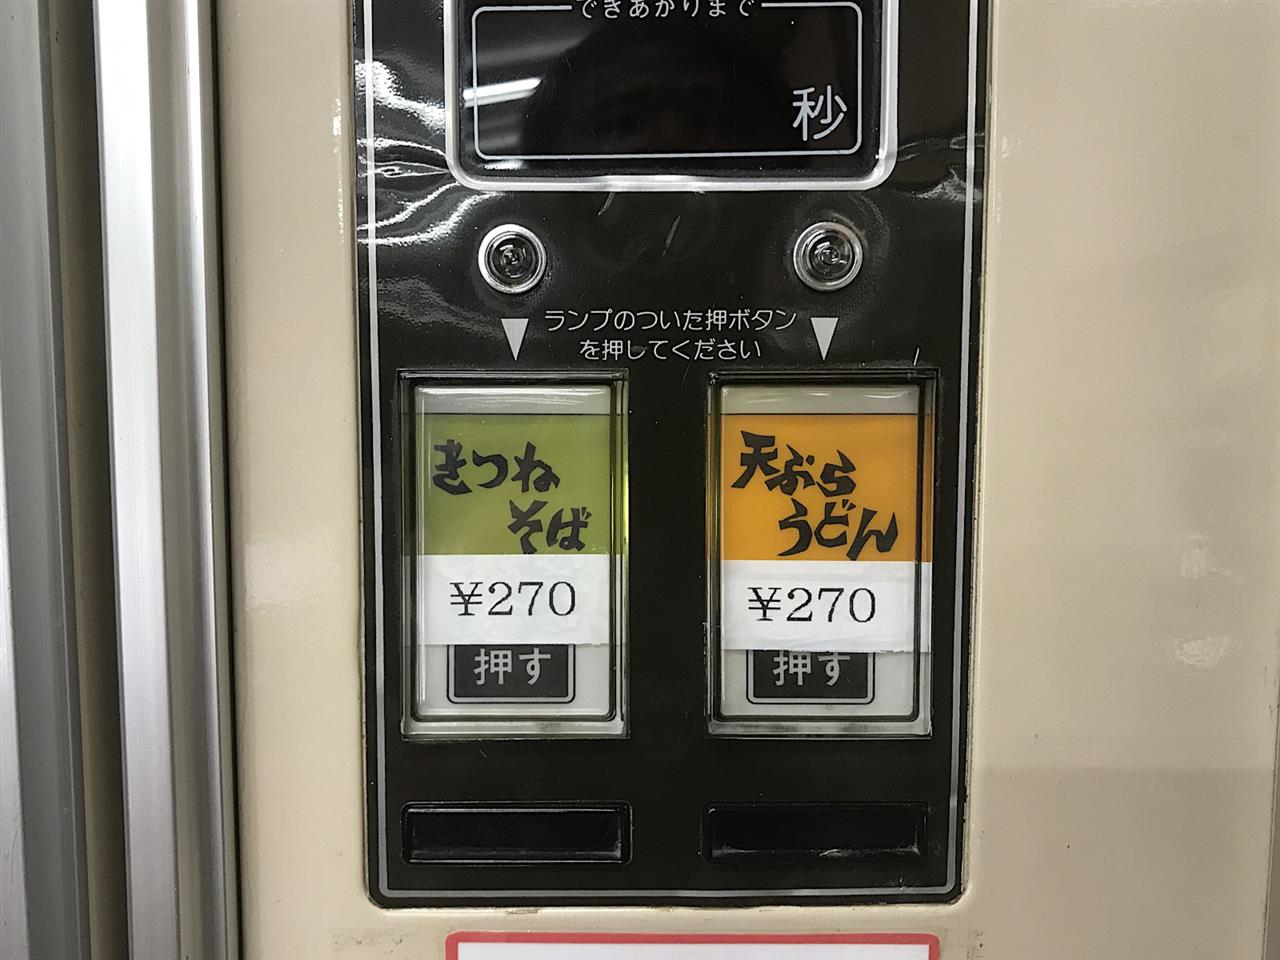 できあがりまで
秒
ランプのついた押ボタン
を押してください
きつね
そば
¥270
押す
天ぷら
うどん
¥270
押す